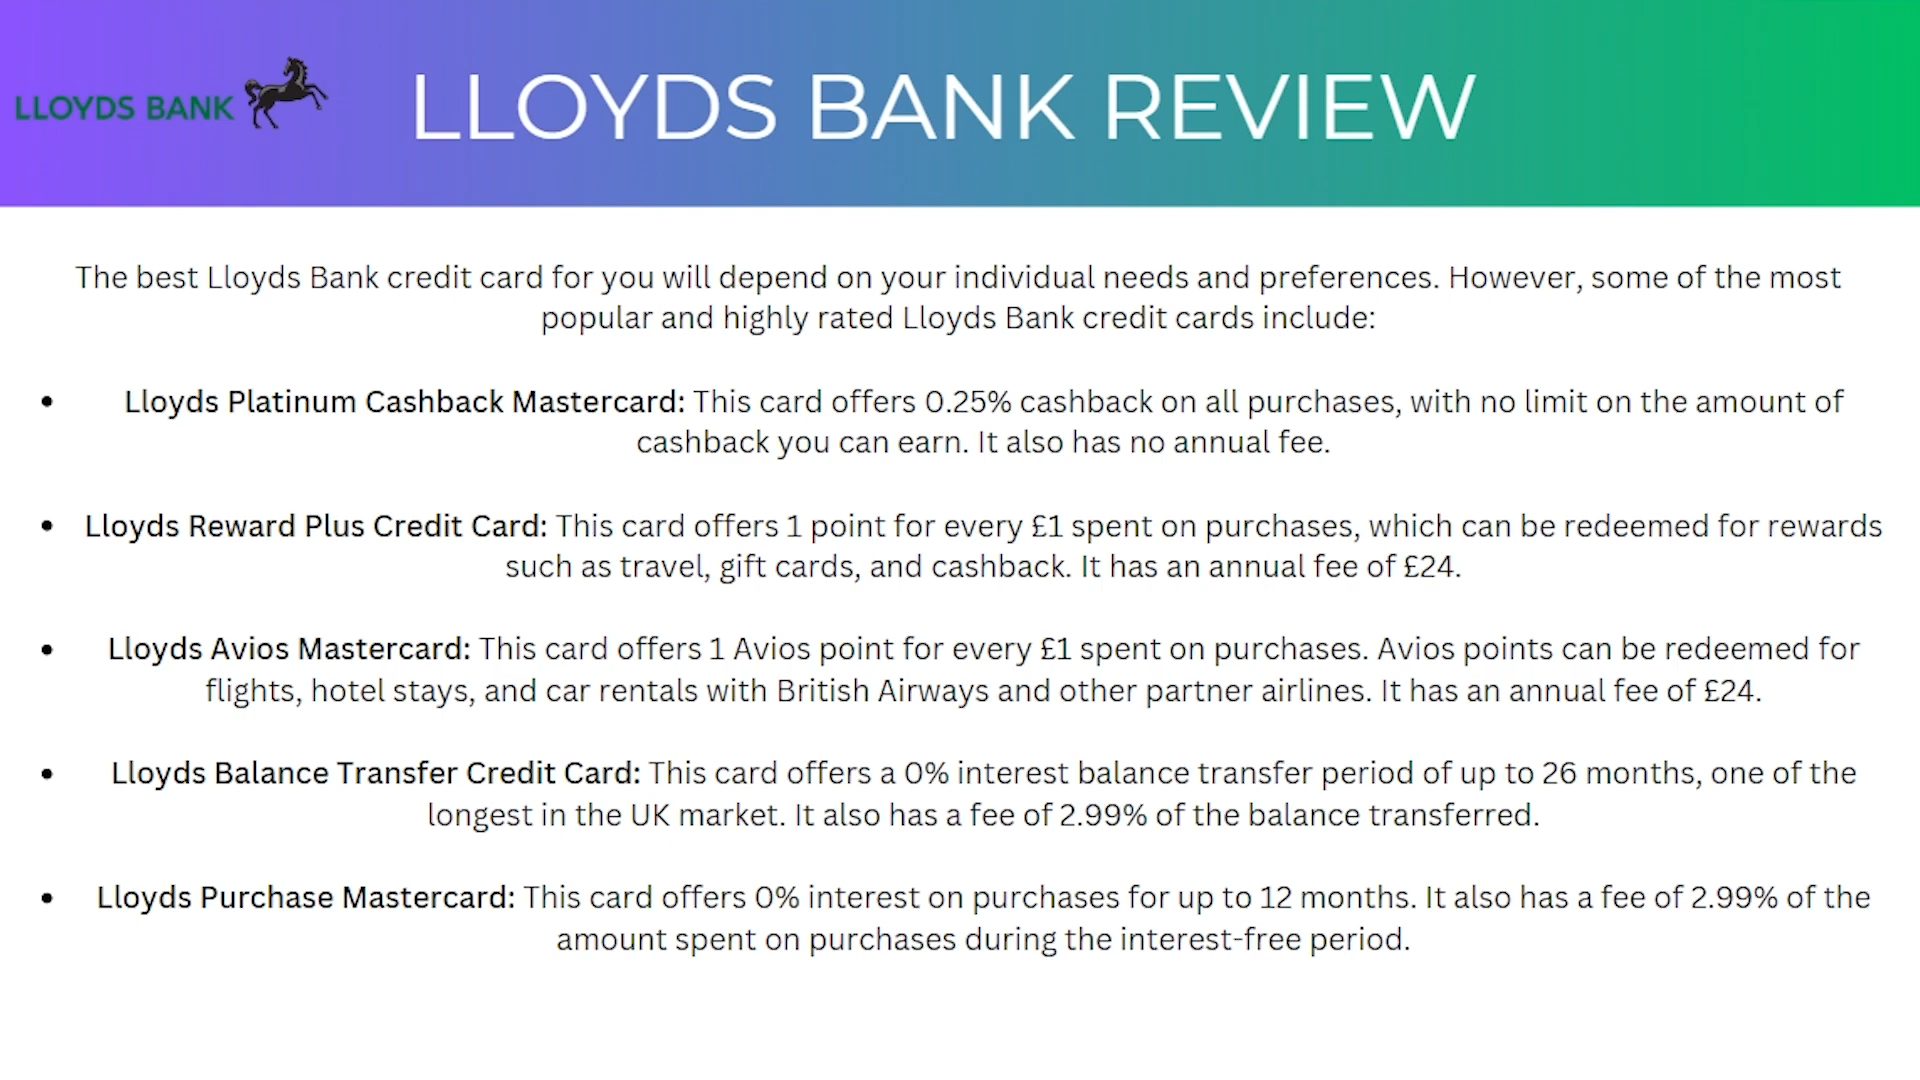 LLOYDS BANK
LLOYDS BANK REVIEW
The best Lloyds Bank credit card for you will depend on your individual needs and preferences. However, some of the most
popular and highly rated Lloyds Bank credit cards include:
• Lloyds Platinum Cashback Mastercard: This card offers 0.25% cashback on all purchases, with no limit on the amount of
cashback you can earn. It also has no annual fee.
• Lloyds Reward Plus Credit Card: This card offers 1 point for every £1 spent on purchases, which can be redeemed for rewards
such as travel, gift cards, and cashback. It has an annual fee of £24.
• Lloyds Avios Mastercard: This card offers 1 Avios point for every £1 spent on purchases. Avios points can be redeemed for
flights, hotel stays, and car rentals with British Airways and other partner airlines. It has an annual fee of £24.
• Lloyds Balance Transfer Credit Card: This card offers a 0% interest balance transfer period of up to 26 months, one of the
longest in the UK market. It also has a fee of 2.99% of the balance transferred.
• Lloyds Purchase Mastercard: This card offers 0% interest on purchases for up to 12 months. It also has a fee of 2.99% of the
amount spent on purchases during the interest-free period.